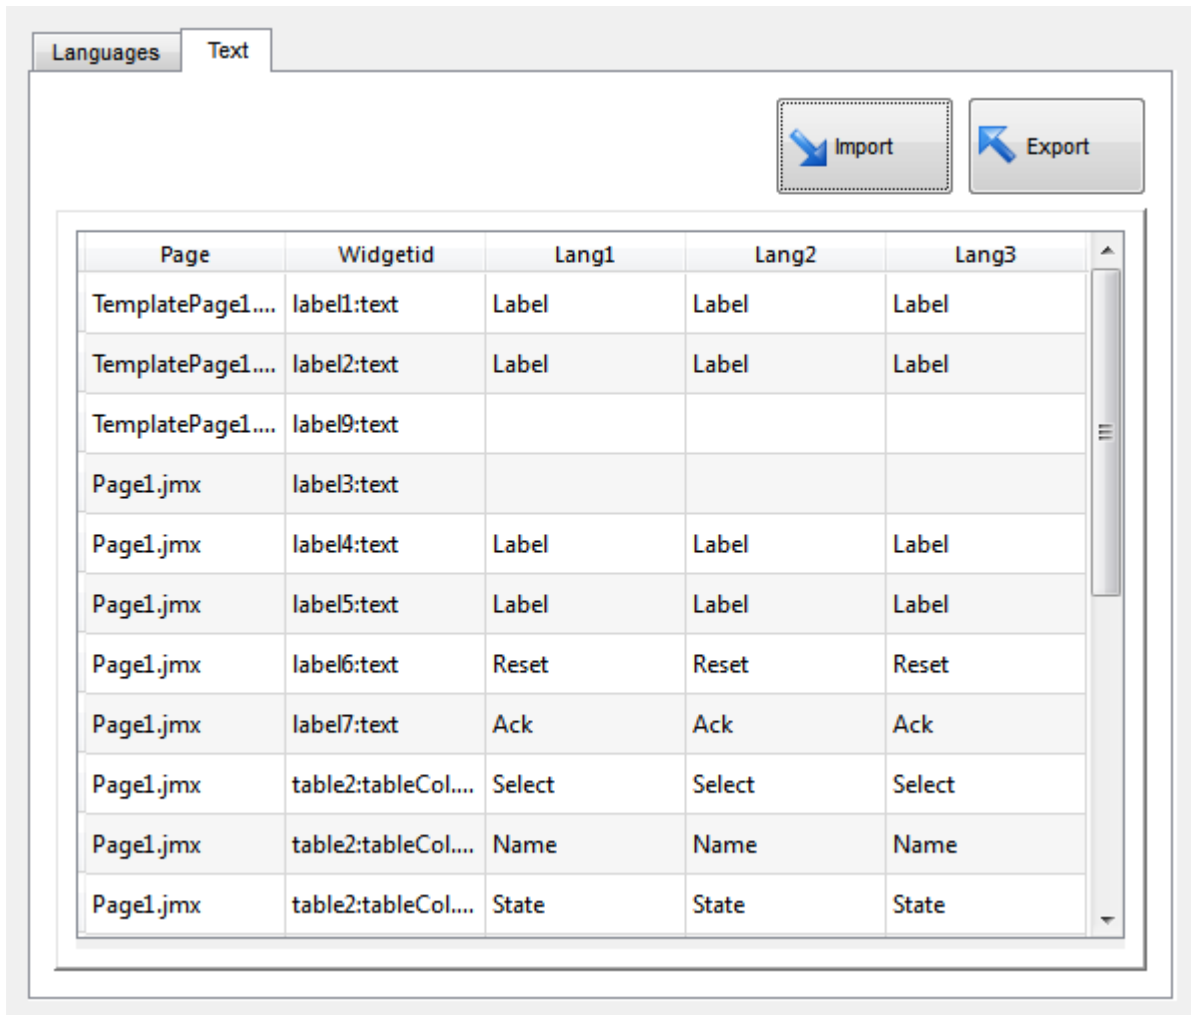 Languages Text
Import Export
Page Widgetid Lang1 Lang2 Lang3
TemplatePage1.... label1:text Label Label Label
TemplatePage1.... label2:text Label Label Label
TemplatePage1.... label9:text
Page1.jmx label3:text
Page1.jmx label4:text Label Label Label
Page1.jmx label5:text Label Label Label
Page1.jmx label6:text Reset Reset Reset
Page1.jmx label7:text Ack Ack Ack
Page1.jmx table2:tableCol.... Select Select Select
Page1.jmx table2:tableCol.... Name Name Name
Page1.jmx table2:tableCol.... State State State